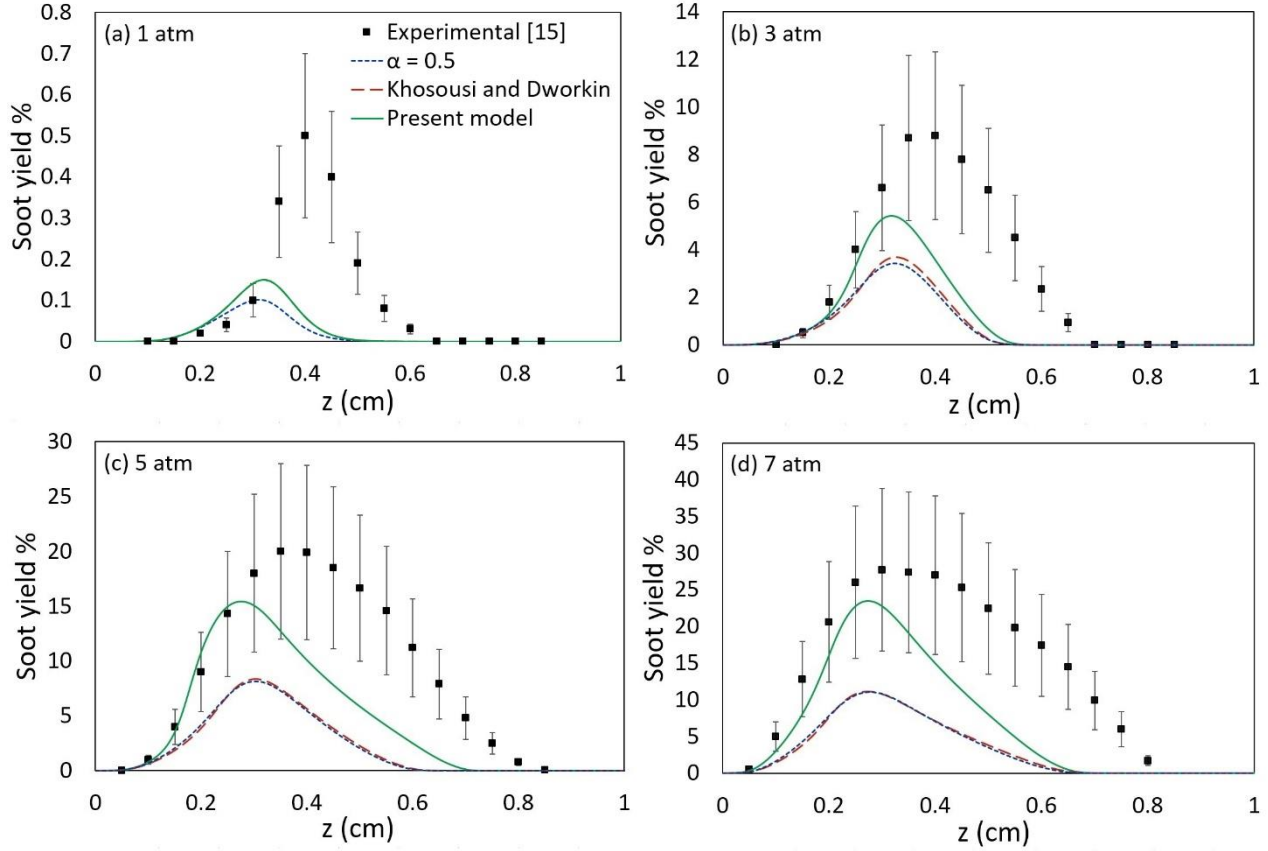 (a) 1 atm
Experimental [15]
α = 0.5
Khosousi and Dworkin
Present model
Soot yield %
0.8
0.7
0.6
0.5
0.4
0.3
0.2
0.1
0
0 0.2 0.4 0.6 0.8 1
z (cm)
(b) 3 atm
Soot yield %
14
12
10
8
6
4
2
0
0 0.2 0.4 0.6 0.8 1
z (cm)
(c) 5 atm
Soot yield %
30
25
20
15
10
5
0
0 0.2 0.4 0.6 0.8 1
z (cm)
(d) 7 atm
Soot yield %
45
40
35
30
25
20
15
10
5
0
0 0.2 0.4 0.6 0.8 1
z (cm)